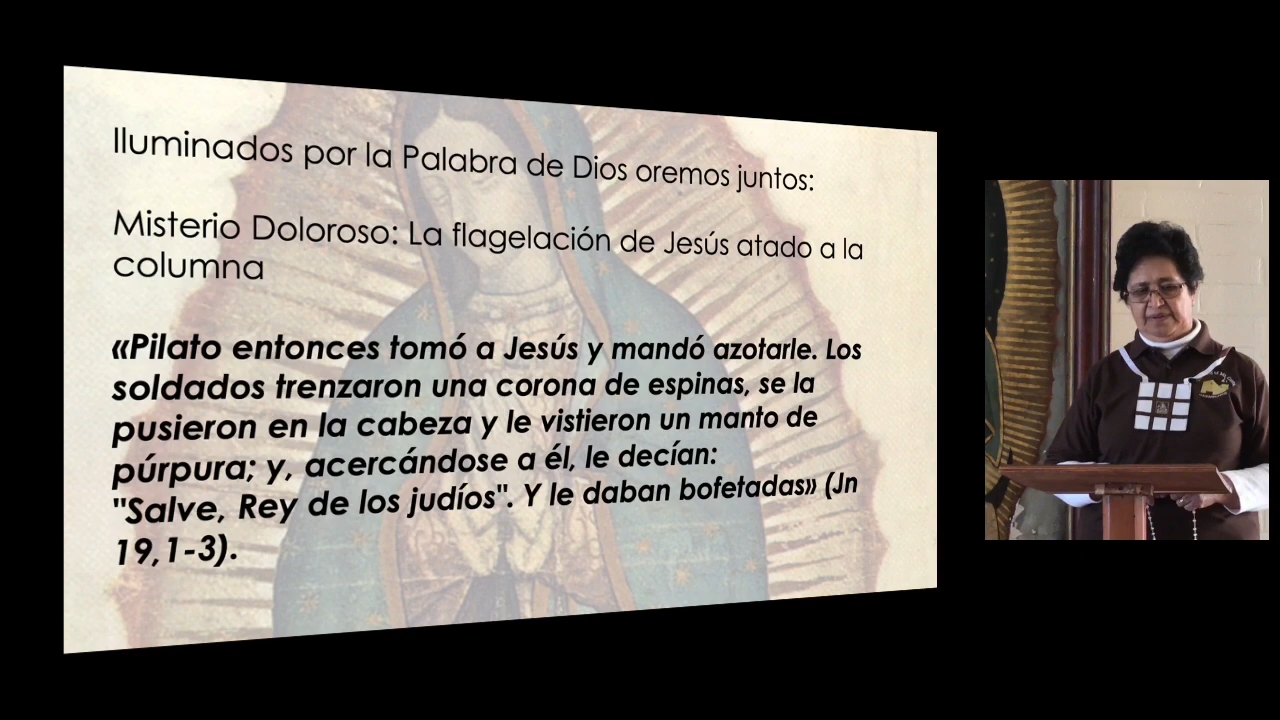 Iluminados por la Palabra de Dios oremos juntos:
Misterio Doloroso: La flagelación de Jesús atado a la
columna
«Pilato entonces tomó a Jesús y mandó azotarle. Los
soldados trenzaron una corona de espinas, se la
pusieron en la cabeza y le vistieron un manto de
púrpura; y, acercándose a él, le decían:
"Salve, Rey de los judíos". Y le daban bofetadas» (Jn
19,1-3).